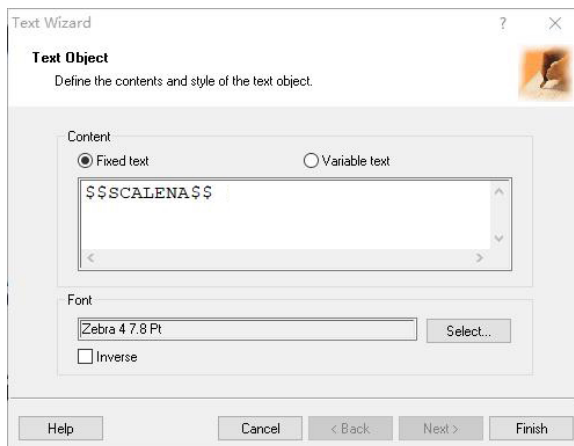 Text Wizard
?
Text Object
Define the contents and style of the text object.
Content
Fixed text
Variable text
$$SCALENA$$
Font
Zebra 4 7.8 Pt
Select...
Inverse
Help
Cancel
< Back
Next >
Finish